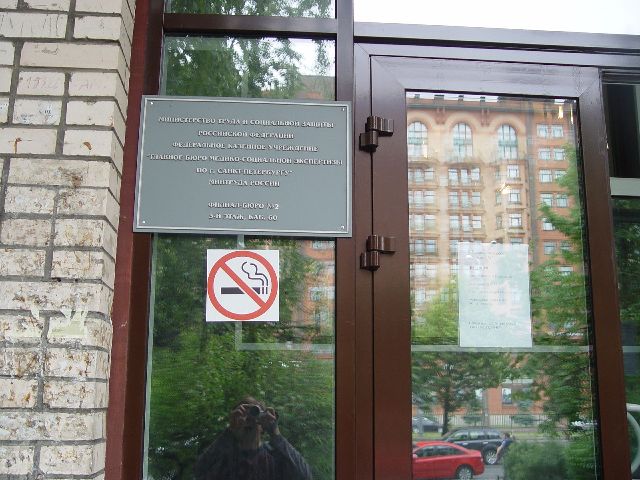 МИНИСТЕРСТВО ТРУДА И СОЦИАЛЬНОЙ ЗАЩИТЫ
РОССИЙСКОЙ ФЕДЕРАЦИИ
ФЕДЕРАЛЬНОЕ КАЗЕННОЕ УЧРЕЖДЕНИЕ
"ГЛАВНОЕ БЮРО МЕДИКО-СОЦИАЛЬНОЙ ЭКСПЕРТИЗЫ
ПО Г. САНКТ-ПЕТЕРБУРГУ"
МИНТРУДА РОССИИ
ФИЛИАЛ-БЮРО №2
3-Й ЭТАЖ, КАБ. 60